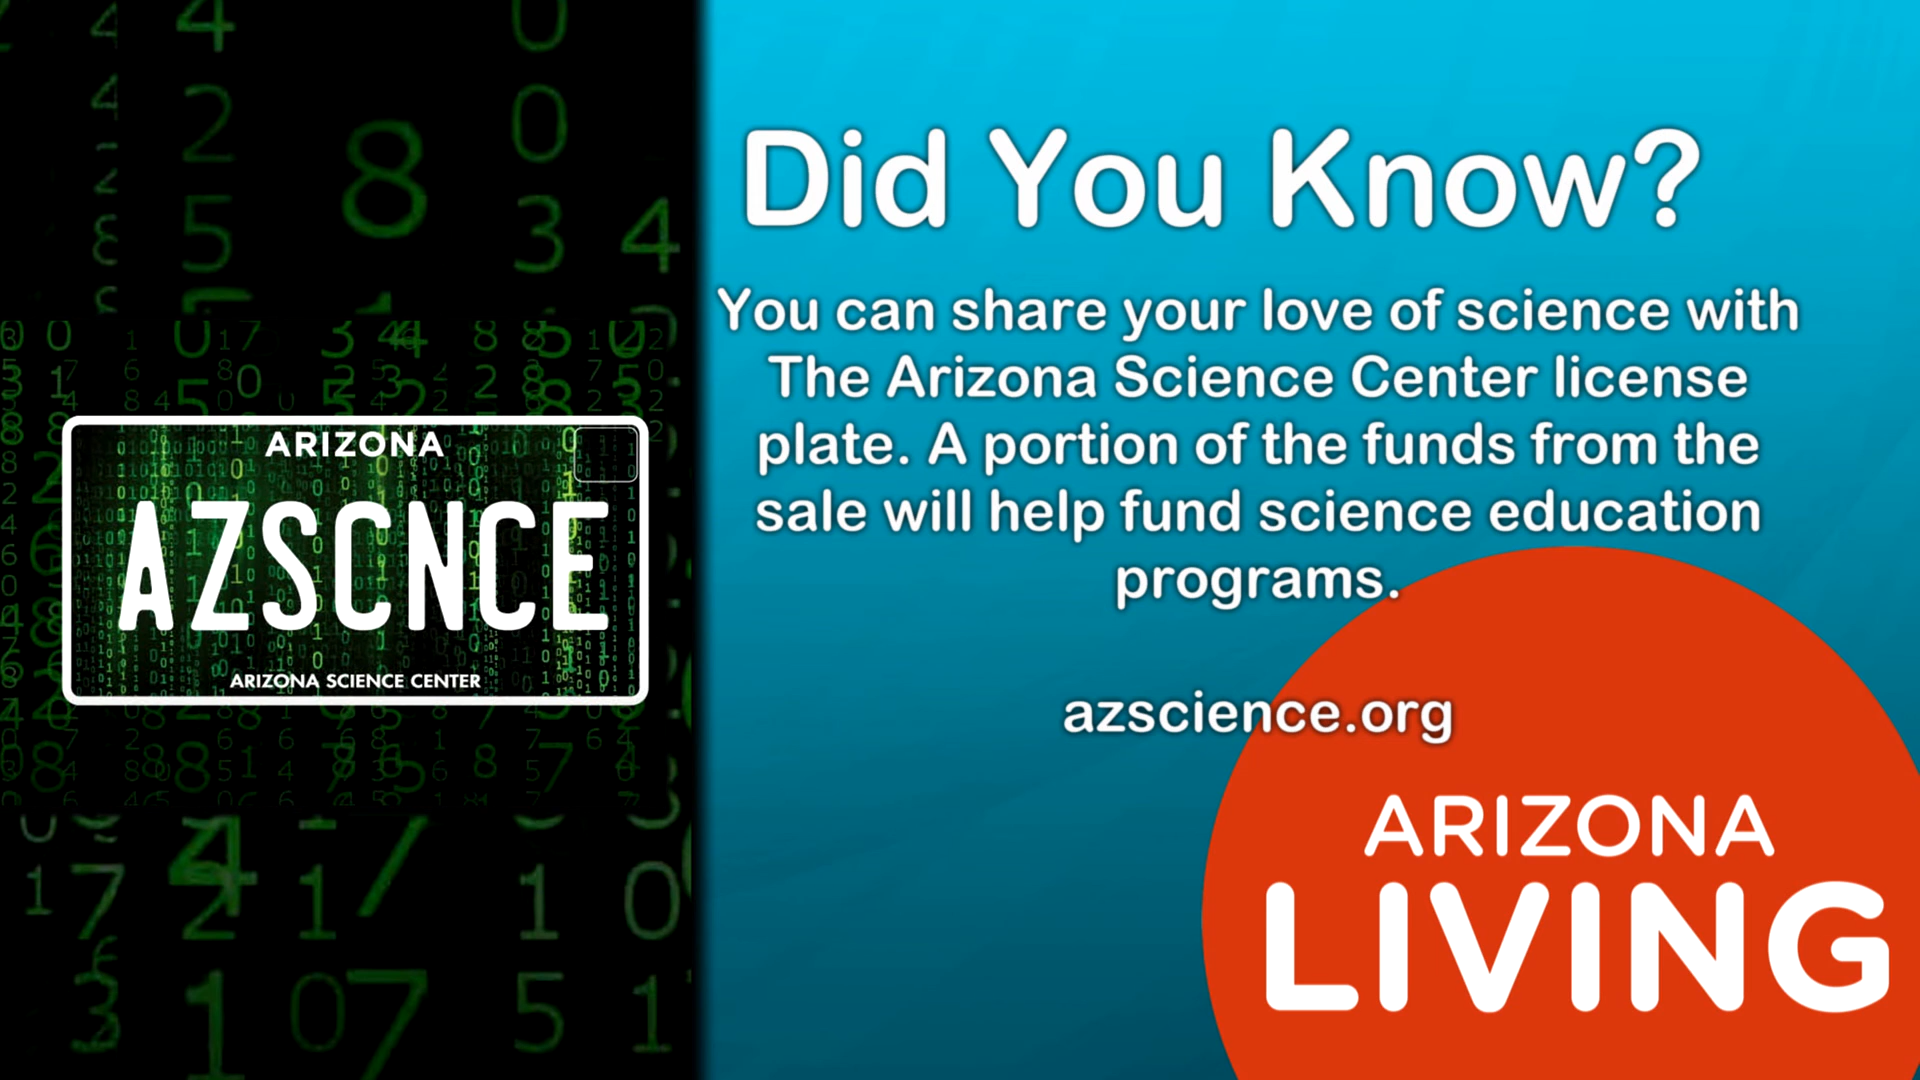 ARIZONA
AZSCNCE
ARIZONA SCIENCE CENTER
Did You Know?
You can share your love of science with
The Arizona Science Center license
plate. A portion of the funds from the
sale will help fund science education
programs.
azscience.org
ARIZONA
LIVING